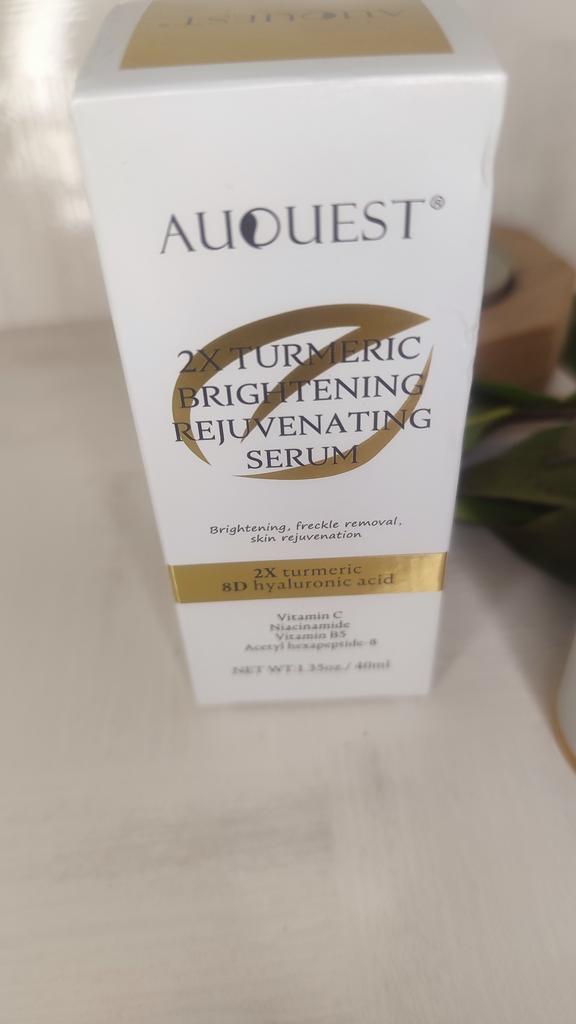 AUQUEST
AUQUEST®
2X TURMERIC
BRIGHTENING
REJUVENATING
SERUM
Brightening, freckle removal,
skin rejuvenation
2X turmeric
8D hyaluronic acid
Vitamin C
Niacinamide
Vitamin B5
Acetyl hexapeptide-8
NET WT:1.35oz./ 40ml